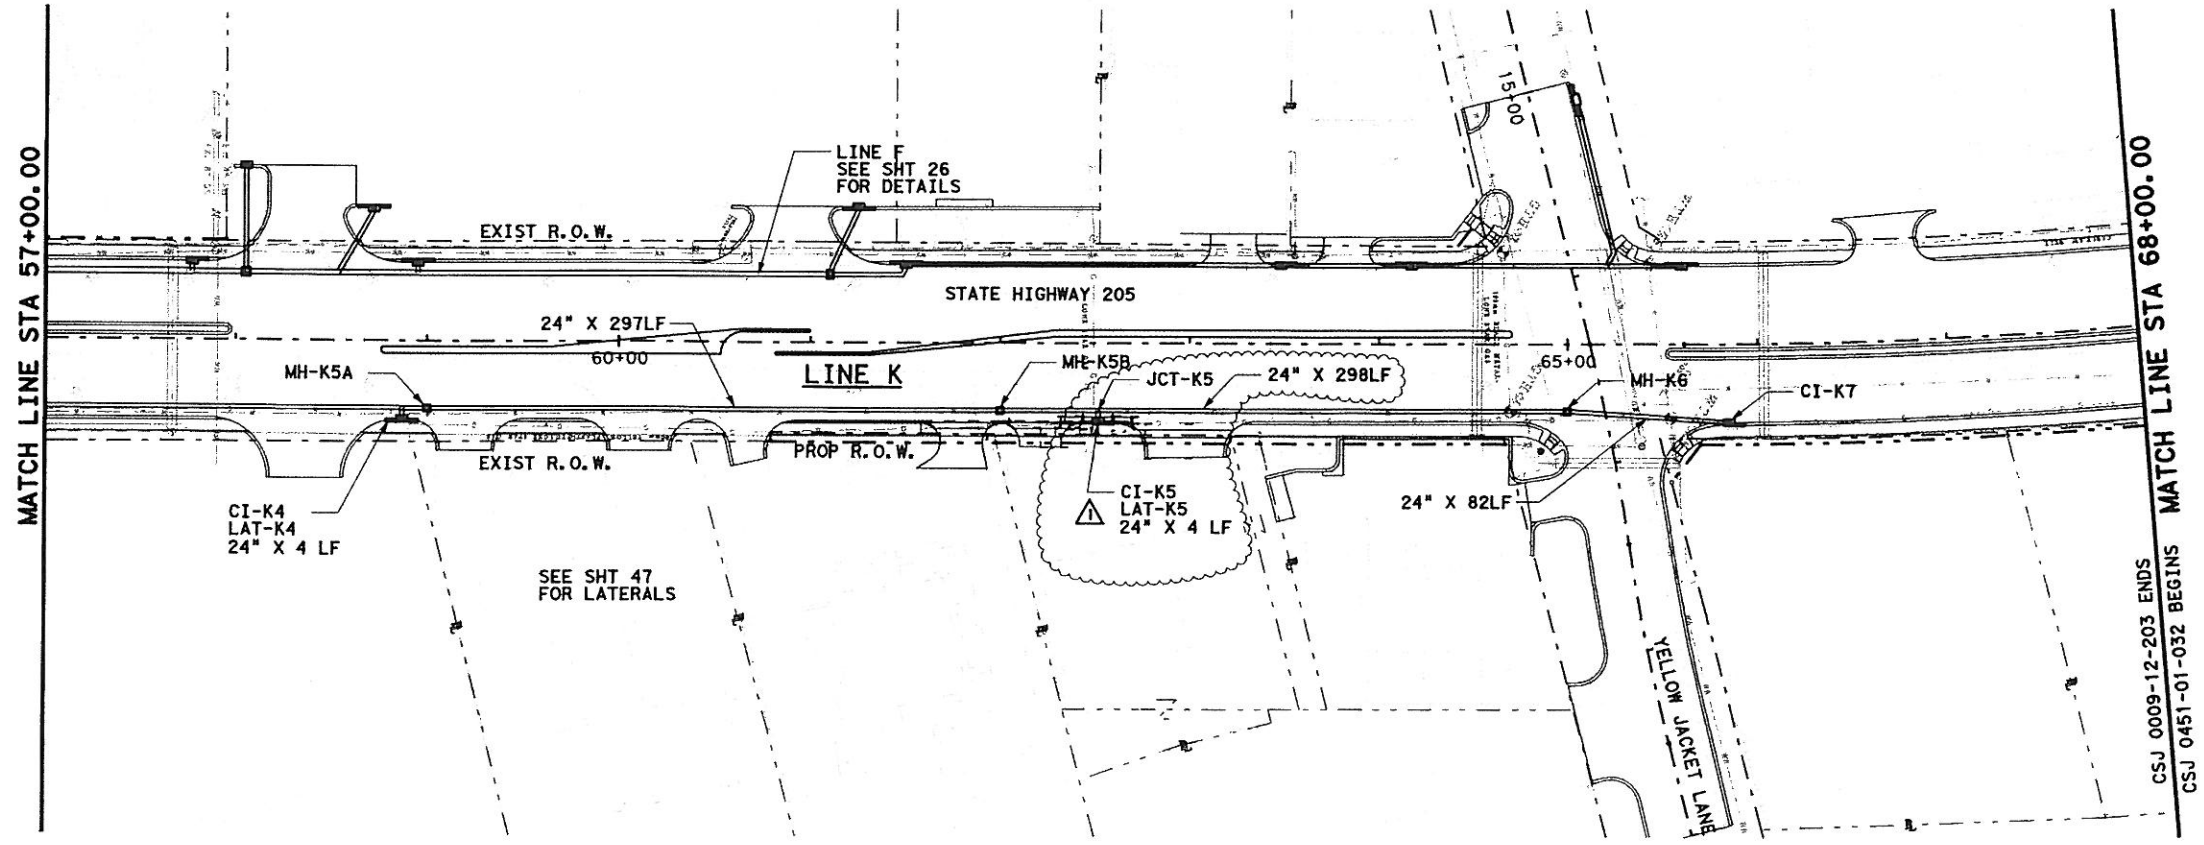 MATCH LINE STA 57+00.00
LINE F
SEE SHT 26
FOR DETAILS
EXIST R.O.W.
STATE HIGHWAY 205
15+00
24" X 297LF
60+00
LINE K
MH-K5A
MH-K5B
JCT-K5
24" X 298LF
65+00
MH-K6
CI-K7
EXIST R.O.W.
PROP R.O.W.
CI-K4
LAT-K4
24" X 4 LF
1
CI-K5
LAT-K5
24" X 4 LF
24" X 82LF
SEE SHT 47
FOR LATERALS
YELLOW JACKET LANE
MATCH LINE STA 68+00.00
CSJ 0009-12-203 ENDS
CSJ 0451-01-032 BEGINS